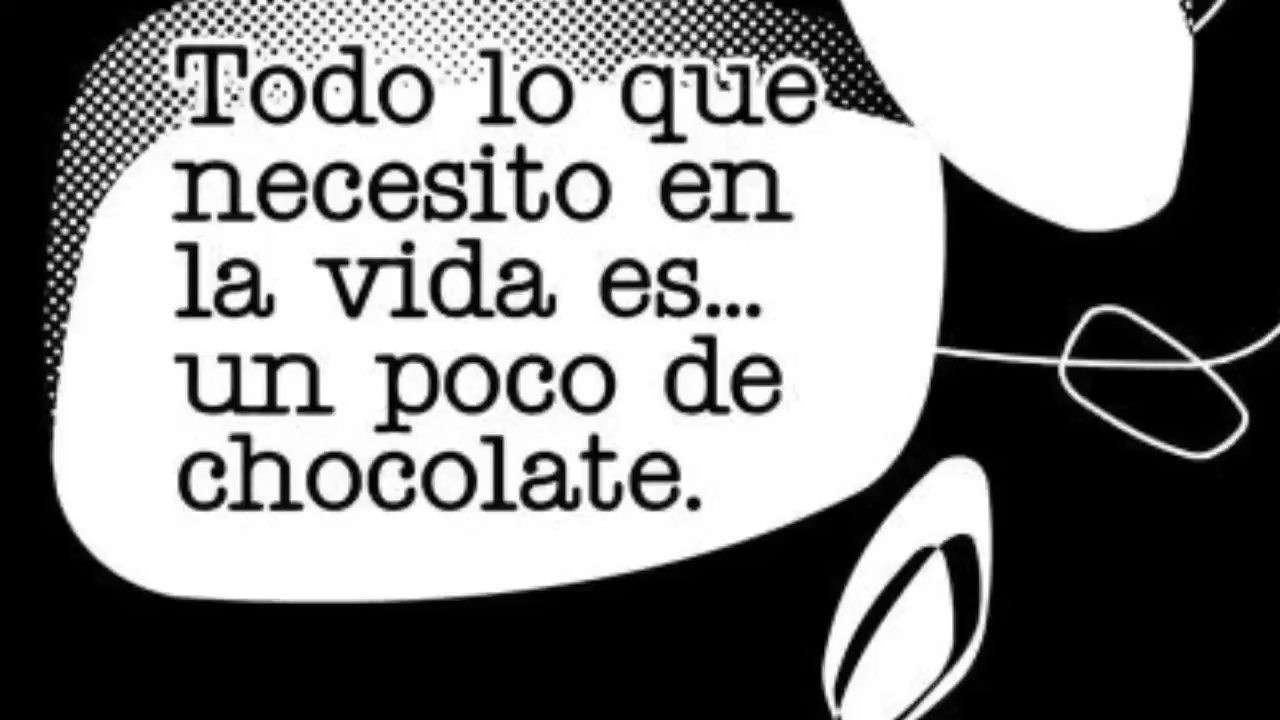 Todo lo que
necesito en
la vida es...
un poco de
chocolate.